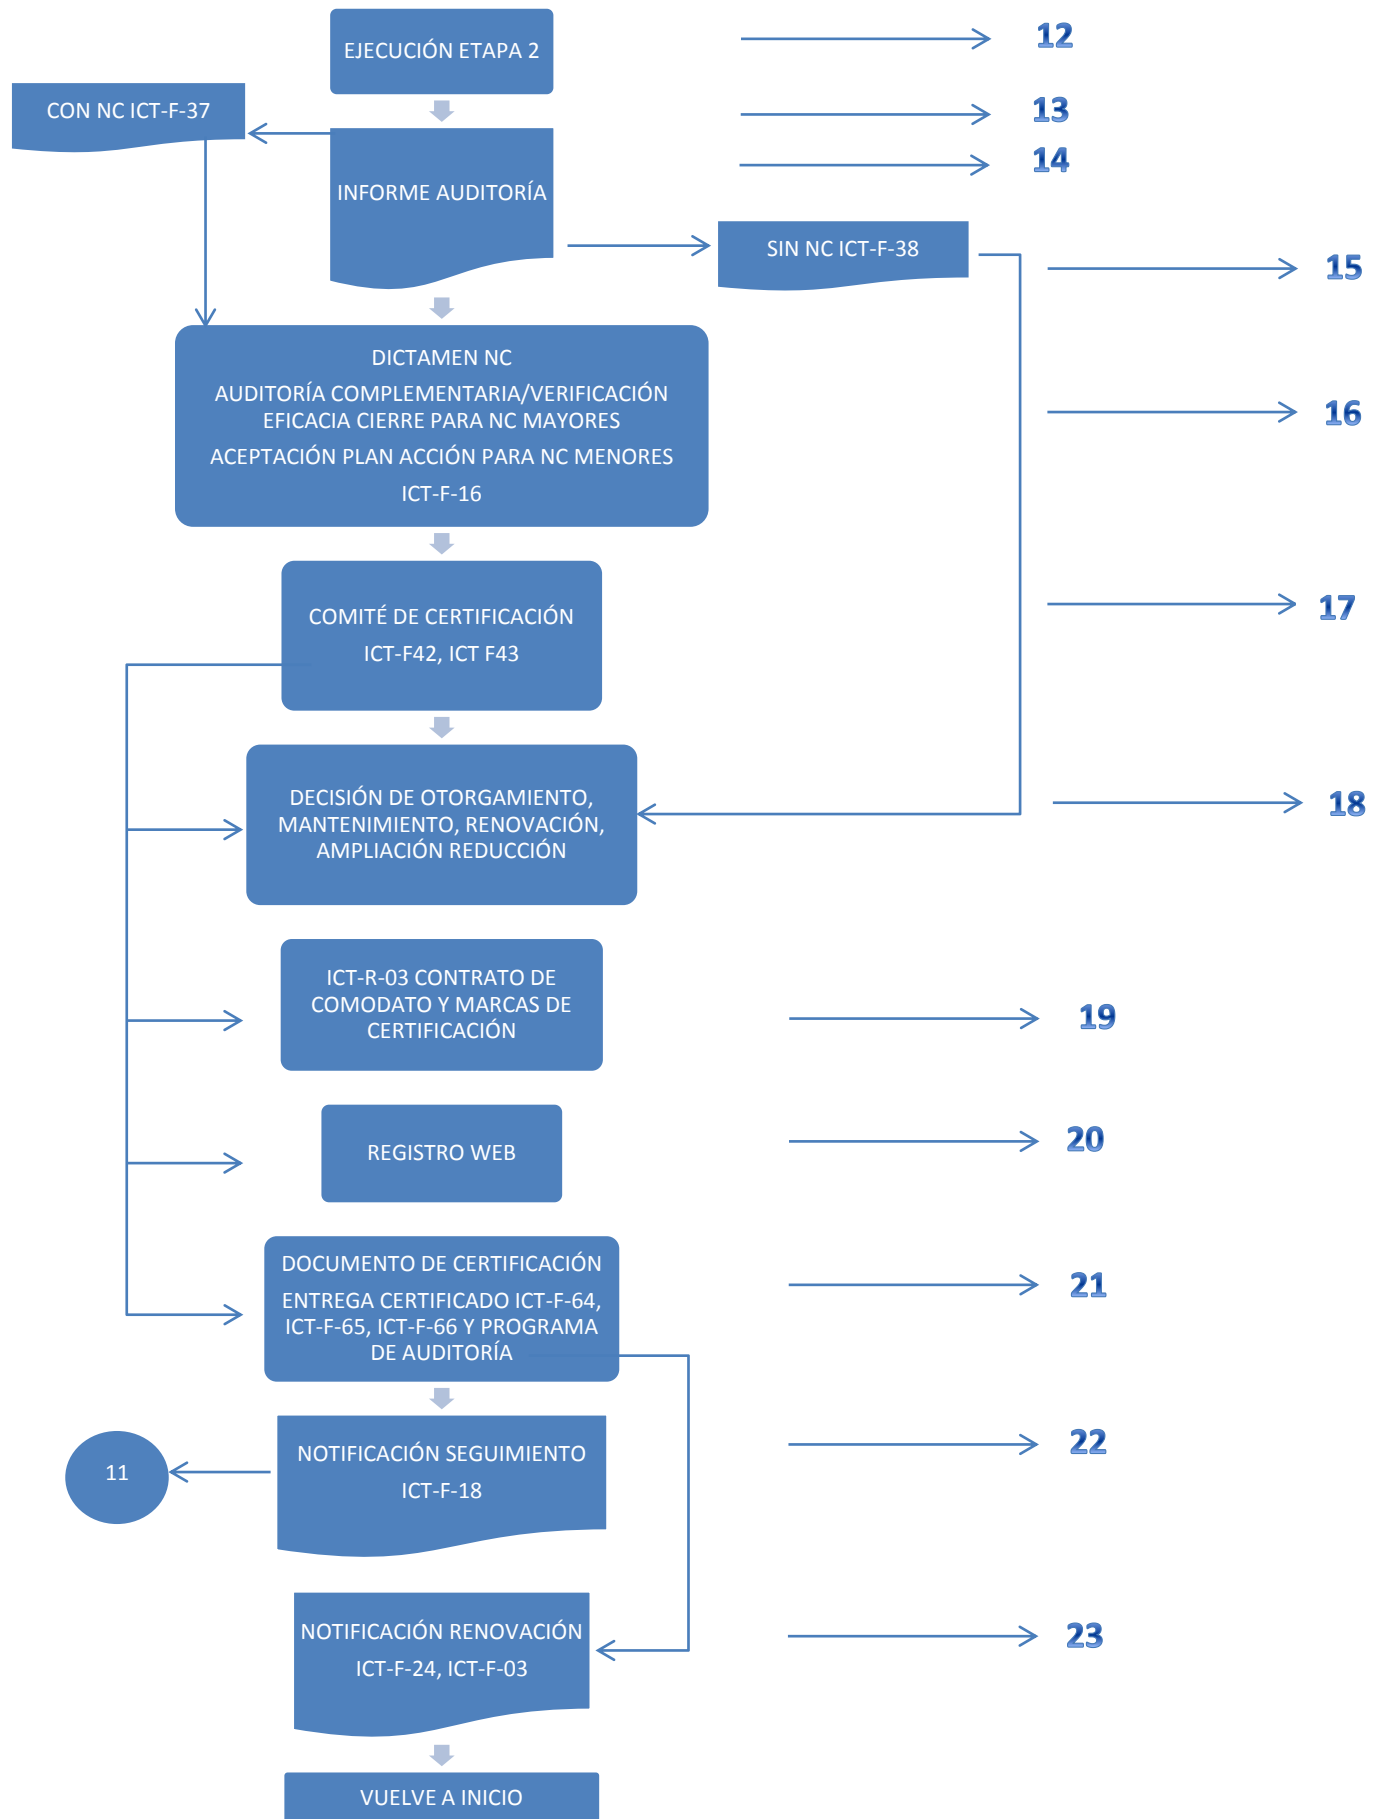 EJECUCIÓN ETAPA 2
12
CON NC ICT-F-37
13
14
INFORME AUDITORÍA
SIN NC ICT-F-38
15
DICTAMEN NC
AUDITORÍA COMPLEMENTARIA/VERIFICACIÓN
EFICACIA CIERRE PARA NC MAYORES
ACEPTACIÓN PLAN ACCIÓN PARA NC MENORES
ICT-F-16
16
COMITÉ DE CERTIFICACIÓN
ICT-F42, ICT F43
17
DECISIÓN DE OTORGAMIENTO,
MANTENIMIENTO, RENOVACIÓN,
AMPLIACIÓN REDUCCIÓN
18
ICT-R-03 CONTRATO DE
COMODATO Y MARCAS DE
CERTIFICACIÓN
19
REGISTRO WEB
20
DOCUMENTO DE CERTIFICACIÓN
ENTREGA CERTIFICADO ICT-F-64,
ICT-F-65, ICT-F-66 Y PROGRAMA
DE AUDITORÍA
21
NOTIFICACIÓN SEGUIMIENTO
ICT-F-18
22
11
NOTIFICACIÓN RENOVACIÓN
ICT-F-24, ICT-F-03
23
VUELVE A INICIO